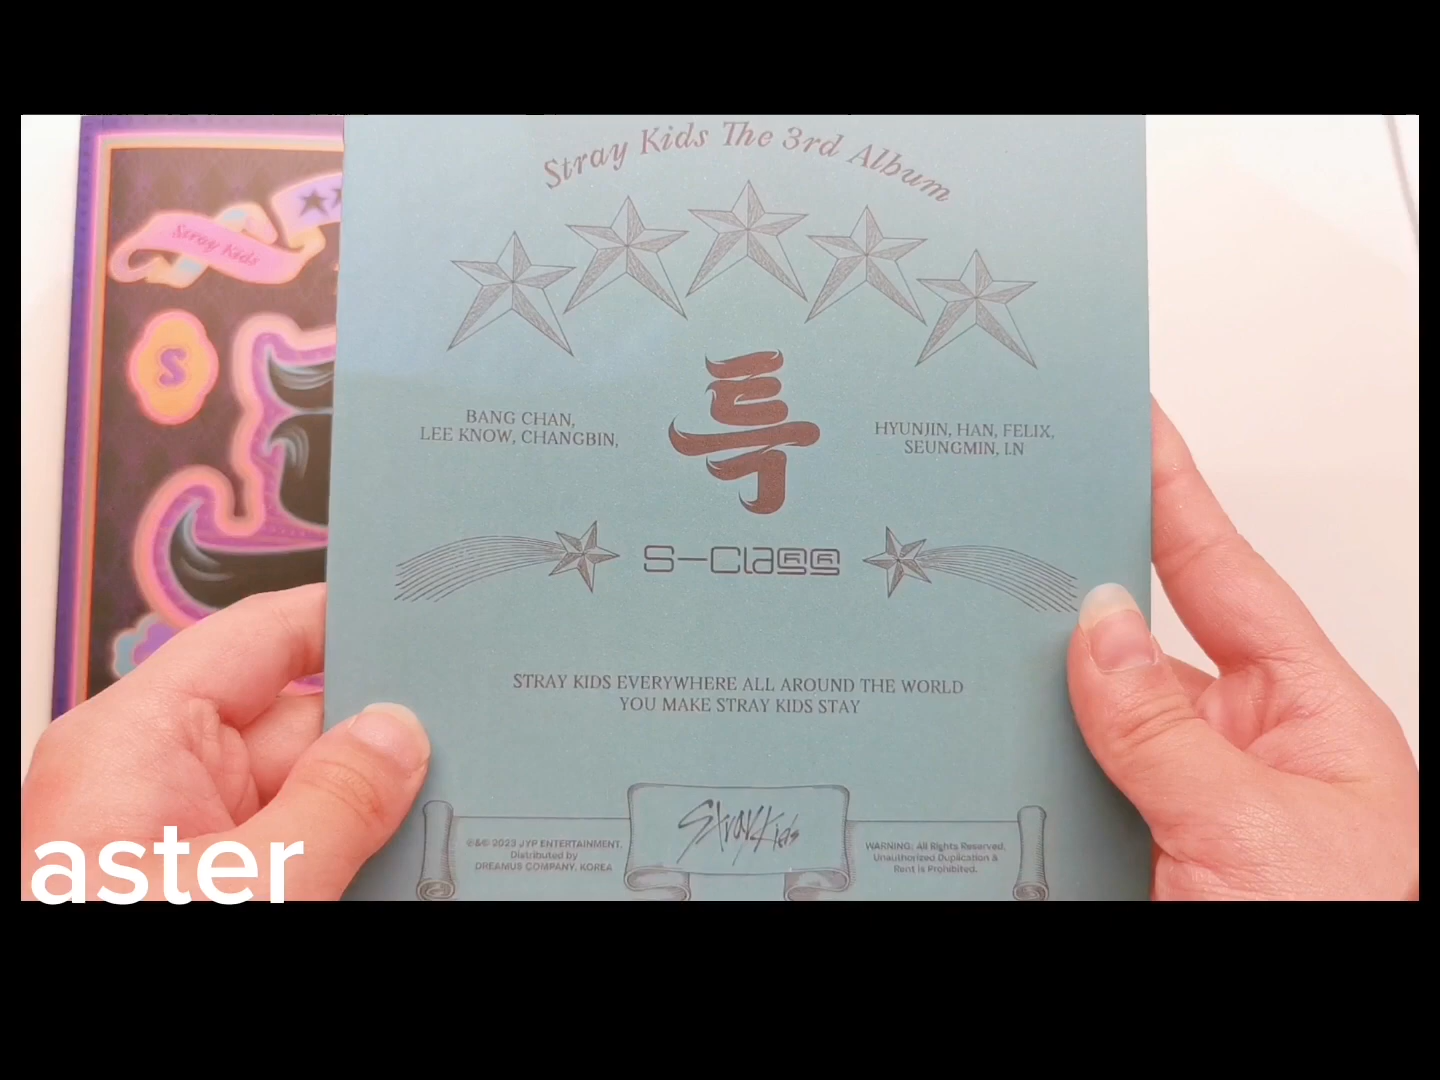 Stray Kids The 3rd Album
Stray Kids
S
BANG CHAN,
LEE KNOW, CHANGBIN,
특
HYUNJIN, HAN, FELIX,
SEUNGMIN, I.N
S-Class
STRAY KIDS EVERYWHERE ALL AROUND THE WORLD
YOU MAKE STRAY KIDS STAY
Stray Kids
℗&© 2023 JYP ENTERTAINMENT.
Distributed by
DREAMUS COMPANY. KOREA
WARNING: All Rights Reserved.
Unauthorized Duplication &
Rent is Prohibited.
aster